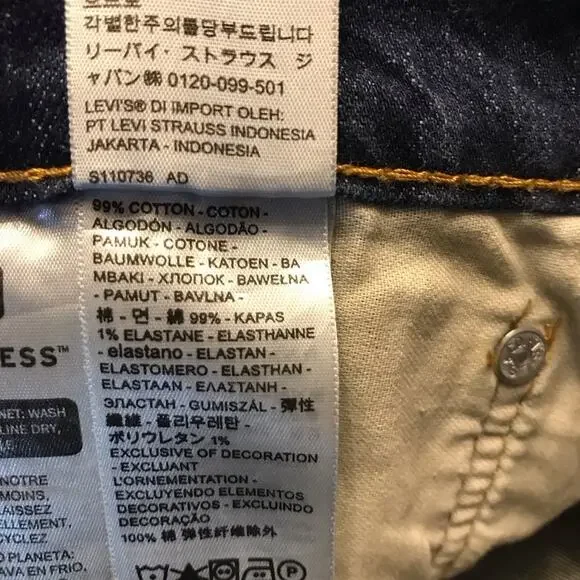 각별한주의를당부드립니다
リーバイ・ストラウス ジ
ャパン㈱ 0120-099-501
LEVI'S® DI IMPORT OLEH:
PT LEVI STRAUSS INDONESIA
JAKARTA - INDONESIA
S110736 AD
99% COTTON - COTON -
ALGODÓN - ALGODÃO -
PAMUK - COTONE -
BAUMWOLLE - KATOEN - BA
MBAKI - ХЛОПОК - BAWEŁNA
- PAMUT - BAVLNA -
棉 - 면 - 綿 99% - KAPAS
1% ELASTANE - ELASTHANNE
- elastano - ELASTAN -
ELASTOMERO - ELASTHAN -
ELASTAAN - ΕΛΑΣΤΑΝΗ -
ЭЛАСТАН - GUMISZÁL - 彈性
纖維 - 폴리우레탄 -
ポリウレタン 1%
EXCLUSIVE OF DECORATION
- EXCLUANT
L'ORNEMENTATION -
EXCLUYENDO ELEMENTOS
DECORATIVOS - EXCLUINDO
DECORAÇÃO
100% 棉 弹性纤维除外
ESS™
NET: WASH
LINE DRY,
NOTRE
MOINS,
AISSEZ
ELLEMENT,
CYCLEZ
O PLANETA:
AVA EN FRIO,